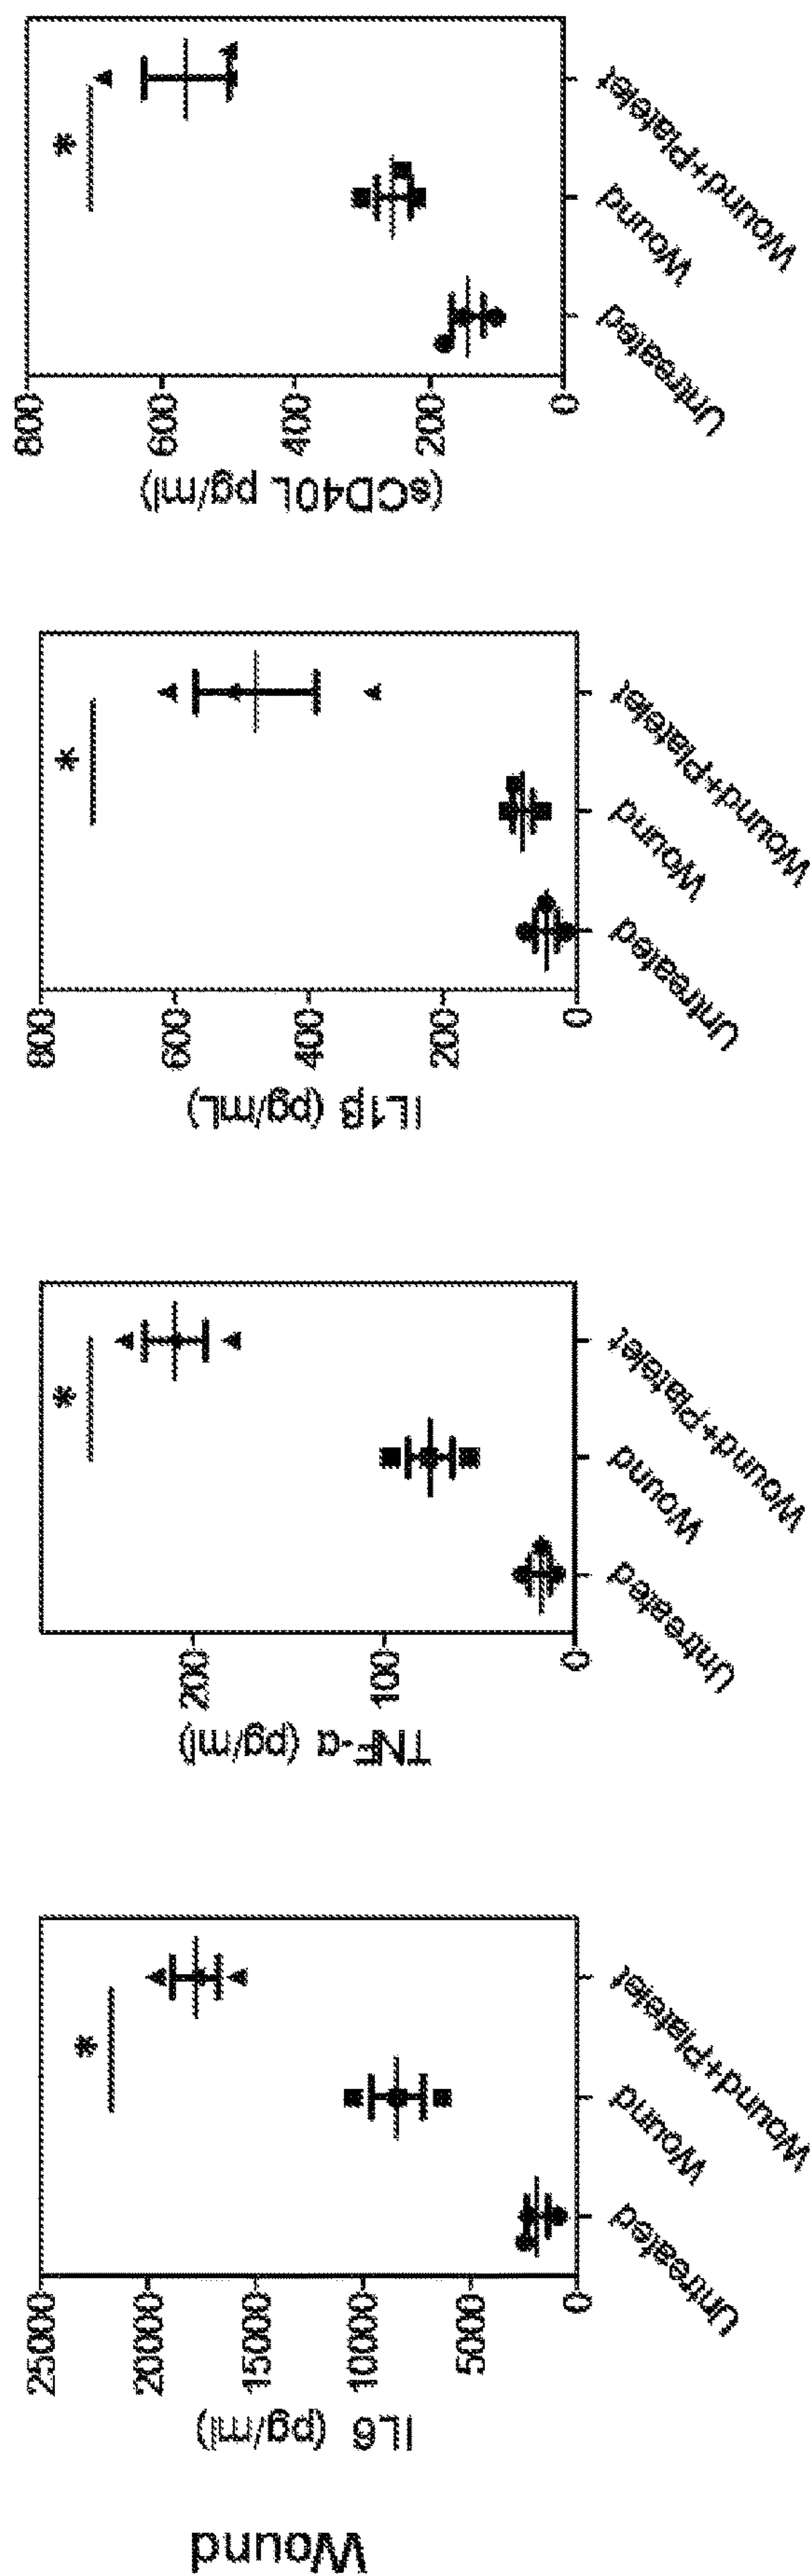 Wound
IL6 (pg/ml)
25000
20000
15000
10000
5000
0
*
Untreated
Wound
Wound+Platelet
TNF-α (pg/ml)
200
100
0
*
Untreated
Wound
Wound+Platelet
IL1β (pg/mL)
800
600
400
200
0
*
Untreated
Wound
Wound+Platelet
(sCD40L pg/ml)
800
600
400
200
0
*
Untreated
Wound
Wound+Platelet